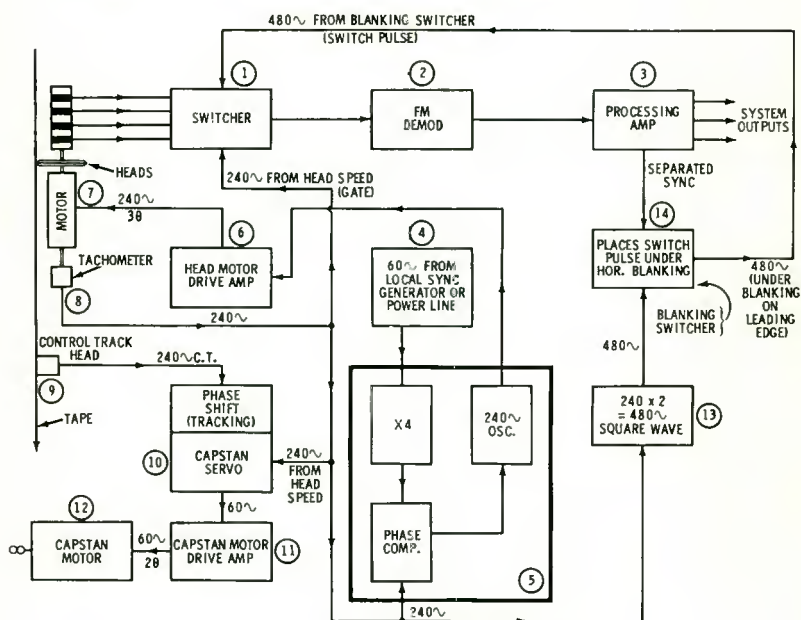 480~ FROM BLANKING SWITCHER
(SWITCH PULSE)
1
SWITCHER
2
FM
DEMOD
3
PROCESSING
AMP
SYSTEM
OUTPUTS
HEADS
240~ FROM HEAD SPEED
(GATE)
SEPARATED
SYNC
7
MOTOR
240~
3θ
6
HEAD MOTOR
DRIVE AMP
4
60~ FROM
LOCAL SYNC
GENERATOR OR
POWER LINE
14
PLACES SWITCH
PULSE UNDER
HOR. BLANKING
480~
(UNDER
BLANKING
ON
LEADING
EDGE)
BLANKING
SWITCHER
TACHOMETER
8
240~
CONTROL TRACK
HEAD
240~C.T.
9
TAPE
PHASE
SHIFT
(TRACKING)
CAPSTAN
SERVO
10
240~
FROM
HEAD
SPEED
X4
240~
OSC.
PHASE
COMP.
5
480~
240 x 2
= 480~
SQUARE WAVE
13
60~
12
CAPSTAN
MOTOR
60~
2θ
CAPSTAN MOTOR
DRIVE AMP
11
240~